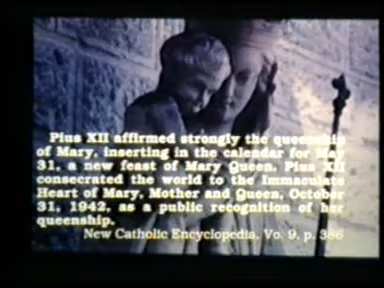 Pius XII affirmed strongly the queenship
of Mary, inserting in the calendar for May
31, a new feast of Mary Queen. Pius XII
consecrated the world to the Immaculate
Heart of Mary, Mother and Queen, October
31, 1942, as a public recognition of her
queenship.
New Catholic Encyclopedia, Vo. 9, p. 386